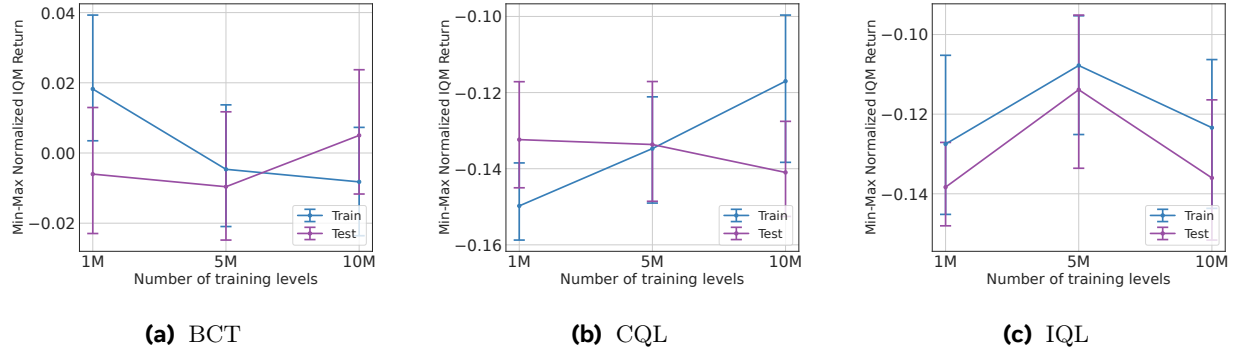 Min-Max Normalized IQM Return
0.04
0.02
0.00
−0.02
1M 5M 10M
Number of training levels
Train
Test
(a) BCT
Min-Max Normalized IQM Return
−0.10
−0.12
−0.14
−0.16
1M 5M 10M
Number of training levels
Train
Test
(b) CQL
Min-Max Normalized IQM Return
−0.10
−0.12
−0.14
1M 5M 10M
Number of training levels
Train
Test
(c) IQL